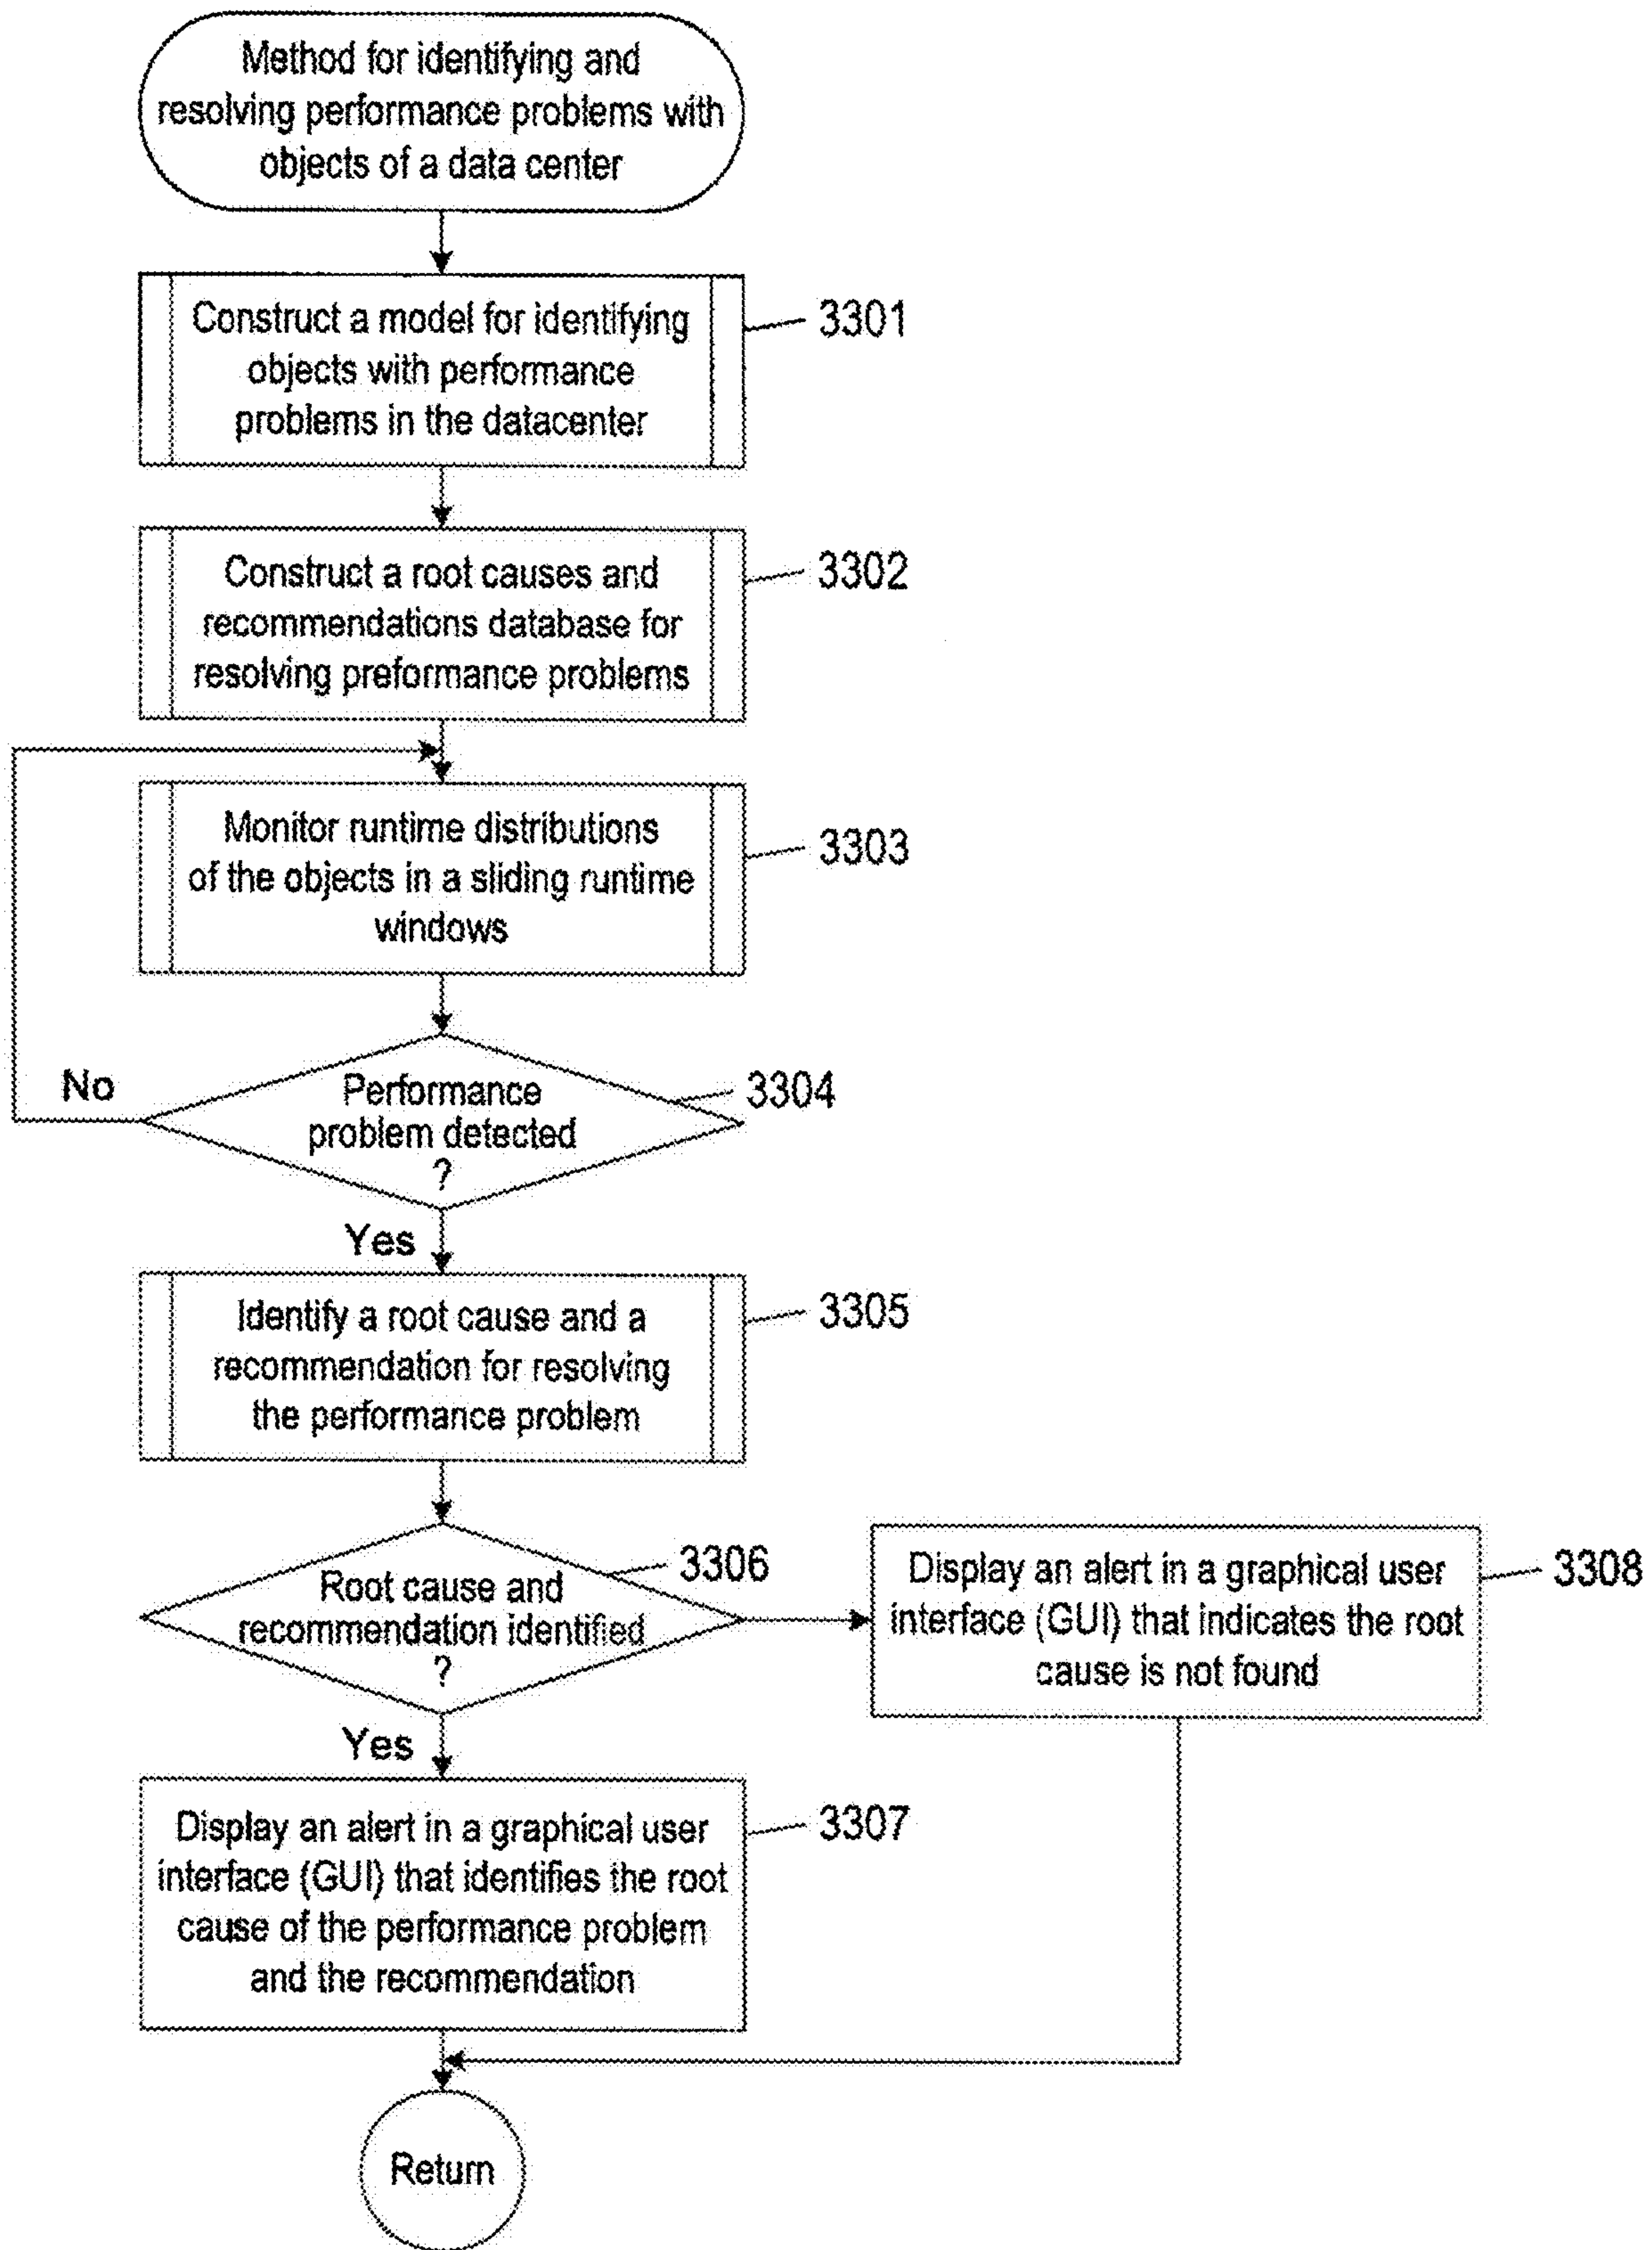 Method for identifying and
resolving performance problems with
objects of a data center
Construct a model for identifying
objects with performance
problems in the datacenter
3301
Construct a root causes and
recommendations database for
resolving preformance problems
3302
Monitor runtime distributions
of the objects in a sliding runtime
windows
3303
No
Performance
problem detected
?
3304
Yes
Identify a root cause and a
recommendation for resolving
the performance problem
3305
Root cause and
recommendation identified
?
3306
Display an alert in a graphical user
interface (GUI) that indicates the root
cause is not found
3308
Yes
Display an alert in a graphical user
interface (GUI) that identifies the root
cause of the performance problem
and the recommendation
3307
Return